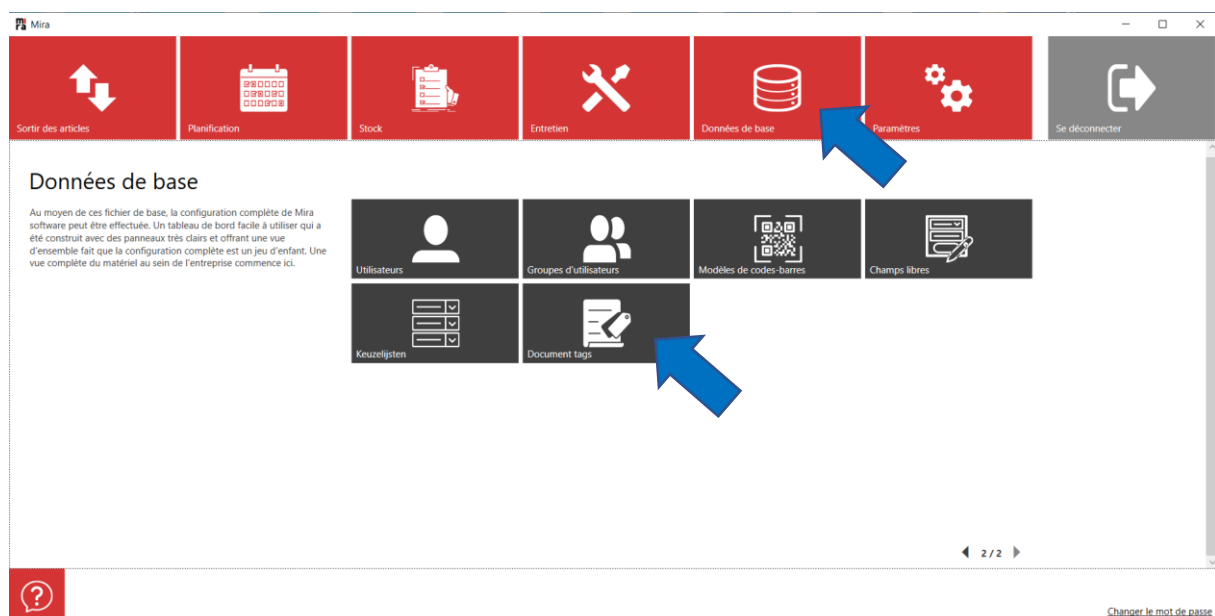 Mira
Sortir des articles
Planification
Stock
Entretien
Données de base
Paramètres
Se déconnecter
Données de base
Au moyen de ces fichier de base, la configuration complète de Mira
software peut être effectuée. Un tableau de bord facile à utiliser qui a
été construit avec des panneaux très clairs et offrant une vue
d'ensemble fait que la configuration complète est un jeu d'enfant. Une
vue complète du matériel au sein de l'entreprise commence ici.
Utilisateurs
Groupes d'utilisateurs
Modèles de codes-barres
Champs libres
Keuzelijsten
Document tags
2 / 2
Changer le mot de passe